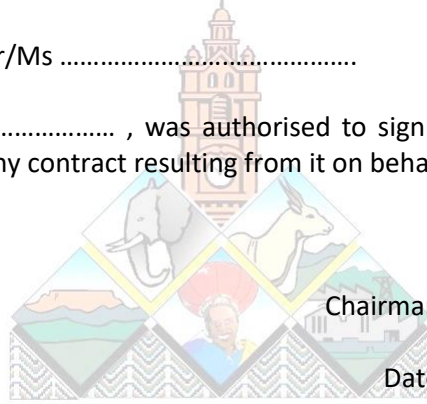 r/Ms ……………………………………….
……………… , was authorised to sign
ny contract resulting from it on beha
Chairma
Dat